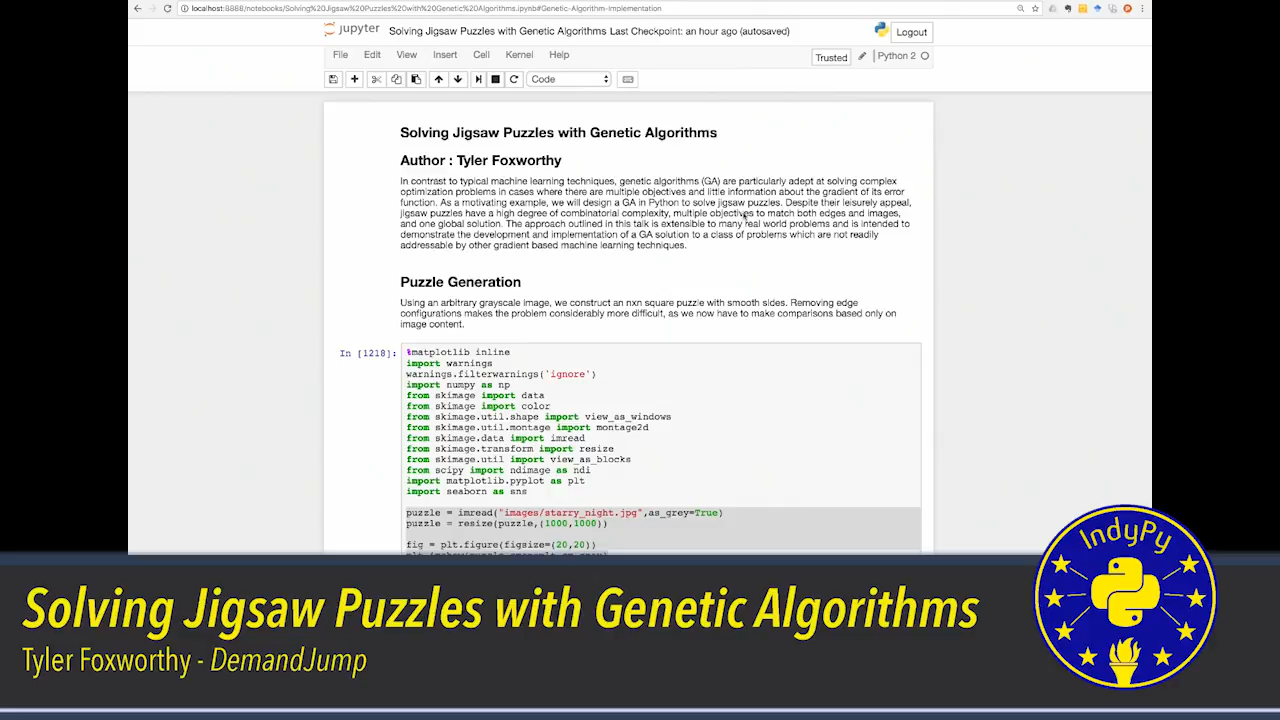 localhost:8888/notebooks/Solving%20Jigsaw%20Puzzles%20with%20Genetic%20Algorithms.ipynb#Genetic-Algorithm-Implementation
jupyter Solving Jigsaw Puzzles with Genetic Algorithms Last Checkpoint: an hour ago (autosaved) Logout
File Edit View Insert Cell Kernel Help Trusted Python 2
Code
Solving Jigsaw Puzzles with Genetic Algorithms
Author : Tyler Foxworthy
In contrast to typical machine learning techniques, genetic algorithms (GA) are particularly adept at solving complex
optimization problems in cases where there are multiple objectives and little information about the gradient of its error
function. As a motivating example, we will design a GA in Python to solve jigsaw puzzles. Despite their leisurely appeal,
jigsaw puzzles have a high degree of combinatorial complexity, multiple objectives to match both edges and images,
and one global solution. The approach outlined in this talk is extensible to many real world problems and is intended to
demonstrate the development and implementation of a GA solution to a class of problems which are not readily
addressable by other gradient based machine learning techniques.
Puzzle Generation
Using an arbitrary grayscale image, we construct an nxn square puzzle with smooth sides. Removing edge
configurations makes the problem considerably more difficult, as we now have to make comparisons based only on
image content.
In [1218]: %matplotlib inline
import warnings
warnings.filterwarnings('ignore')
import numpy as np
from skimage import data
from skimage import color
from skimage.util.shape import view_as_windows
from skimage.util.montage import montage2d
from skimage.data import imread
from skimage.transform import resize
from skimage.util import view_as_blocks
from scipy import ndimage as ndi
import matplotlib.pyplot as plt
import seaborn as sns
puzzle = imread("images/starry_night.jpg",as_grey=True)
puzzle = resize(puzzle,(1000,1000))
fig = plt.figure(figsize=(20,20))
IndyPy
Solving Jigsaw Puzzles with Genetic Algorithms
Tyler Foxworthy - DemandJump